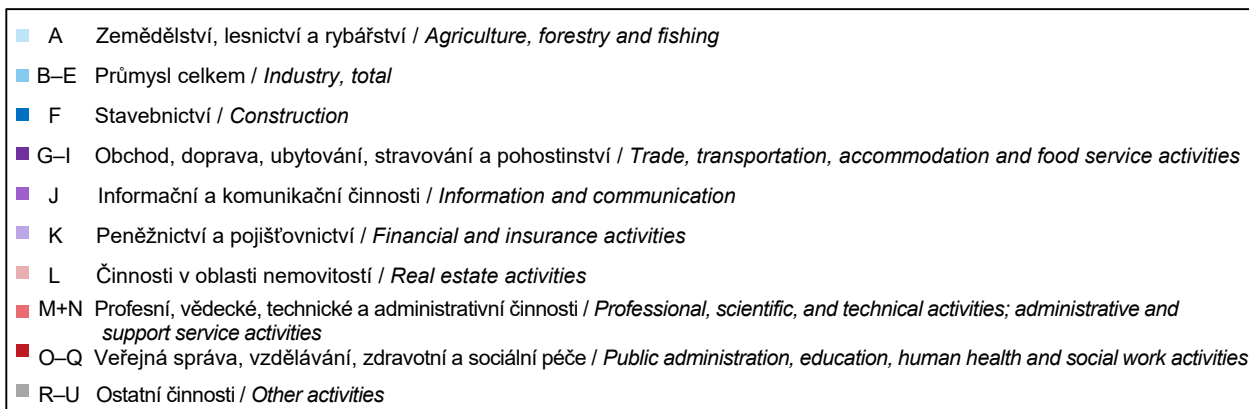 A Zemědělství, lesnictví a rybářství / Agriculture, forestry and fishing
B–E Průmysl celkem / Industry, total
F Stavebnictví / Construction
G–I Obchod, doprava, ubytování, stravování a pohostinství / Trade, transportation, accommodation and food service activities
J Informační a komunikační činnosti / Information and communication
K Peněžnictví a pojišťovnictví / Financial and insurance activities
L Činnosti v oblasti nemovitostí / Real estate activities
M+N Profesní, vědecké, technické a administrativní činnosti / Professional, scientific, and technical activities; administrative and
support service activities
O–Q Veřejná správa, vzdělávání, zdravotní a sociální péče / Public administration, education, human health and social work activities
R–U Ostatní činnosti / Other activities